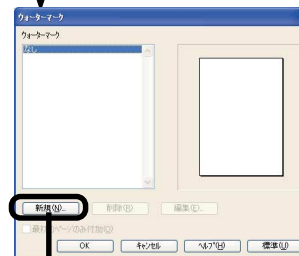 ウォーターマーク
ウォーターマーク
なし
新規(N)... 削除(R) 編集(E)...
最初のページのみ付加(Q)
OK キャンセル ヘルプ(H) 標準(U)